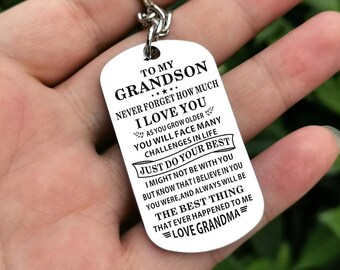 TO MY
GRANDSON
NEVER FORGET HOW MUCH
I LOVE YOU
AS YOU GROW OLDER
YOU WILL FACE MANY
CHALLENGES IN LIFE
JUST DO YOUR BEST
I MIGHT NOT BE WITH YOU
BUT KNOW THAT I BELIEVE IN YOU
YOU WERE, AND ALWAYS WILL BE
THE BEST THING
THAT EVER HAPPENED TO ME
LOVE GRANDMA